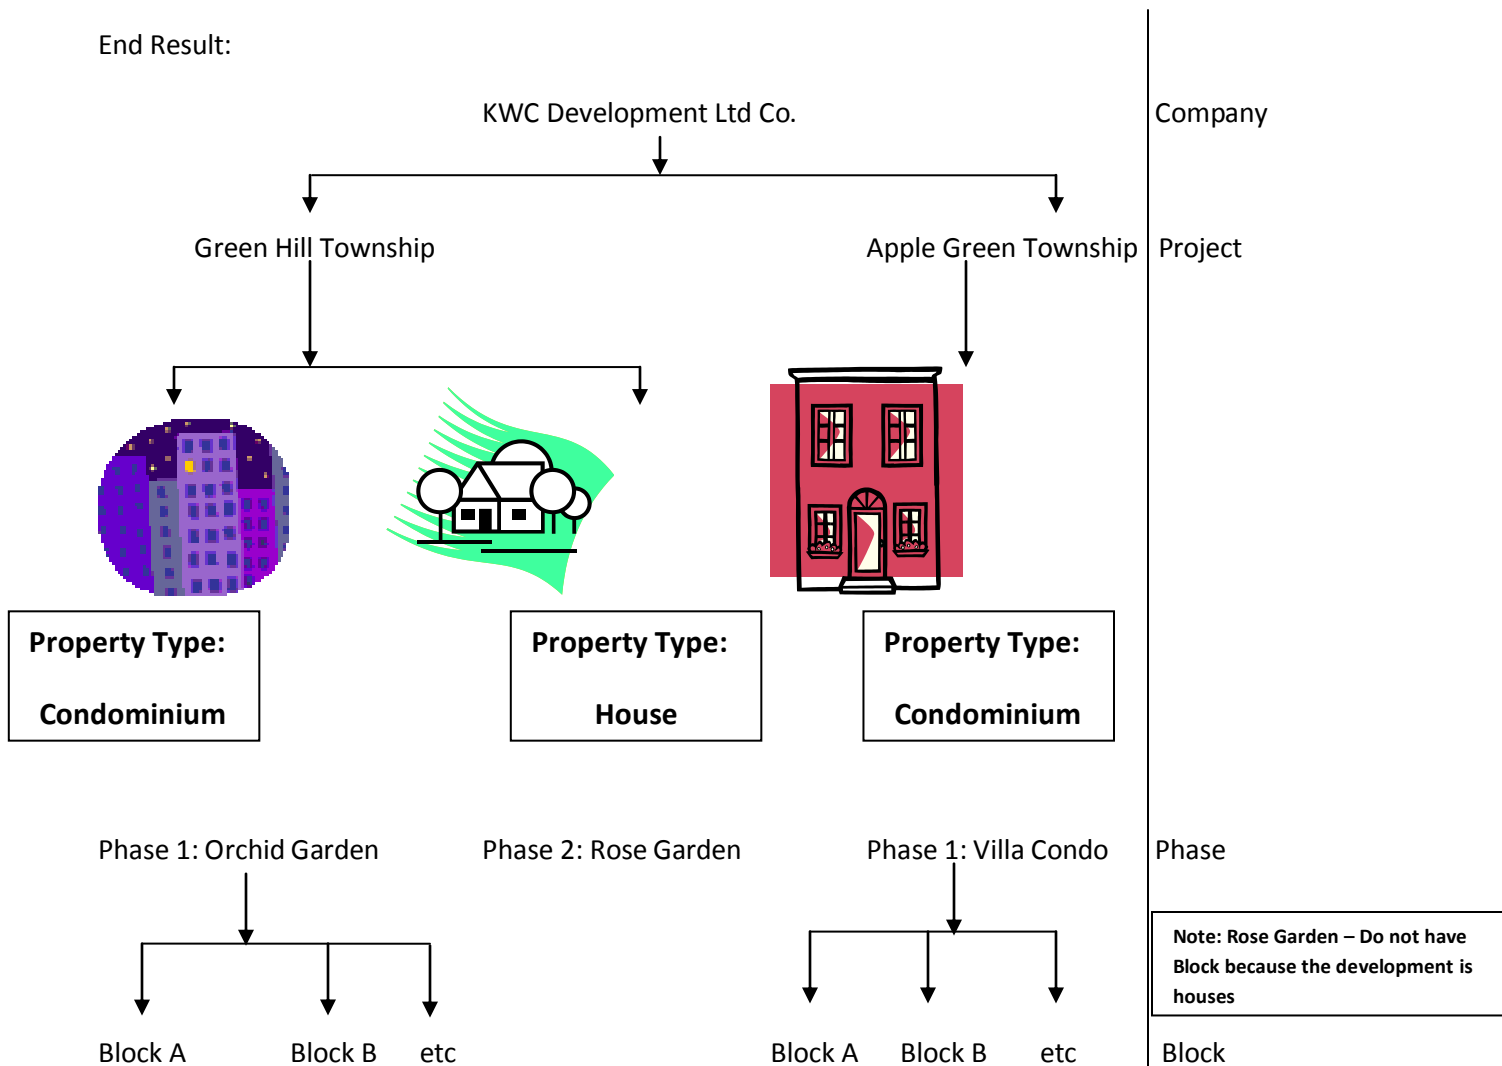 End Result:
KWC Development Ltd Co.
Company
Green Hill Township
Apple Green Township
Project
Property Type:
Condominium
Property Type:
House
Property Type:
Condominium
Phase 1: Orchid Garden
Phase 2: Rose Garden
Phase 1: Villa Condo
Phase
Note: Rose Garden – Do not have
Block because the development is
houses
Block A
Block B
etc
Block A
Block B
etc
Block